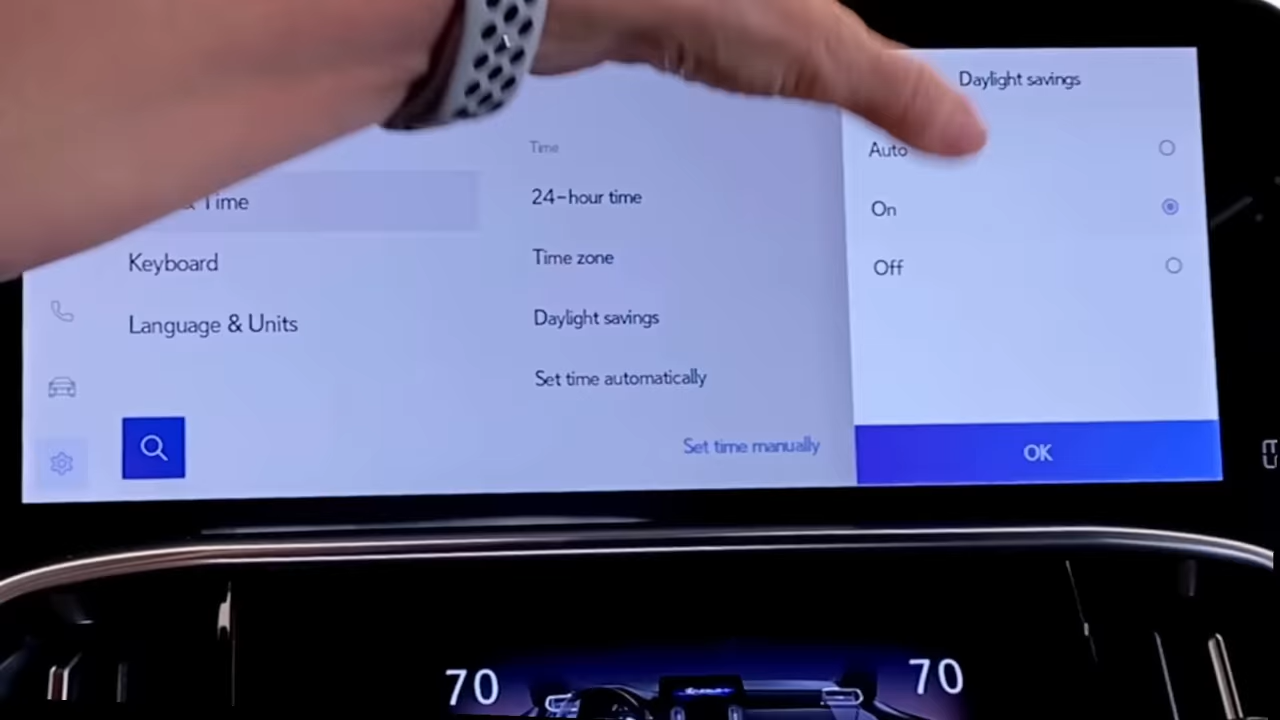 Daylight savings
Time
Auto
Time
24-hour time
On
Keyboard
Time zone
Off
Language & Units
Daylight savings
Set time automatically
Set time manually
OK
70
70